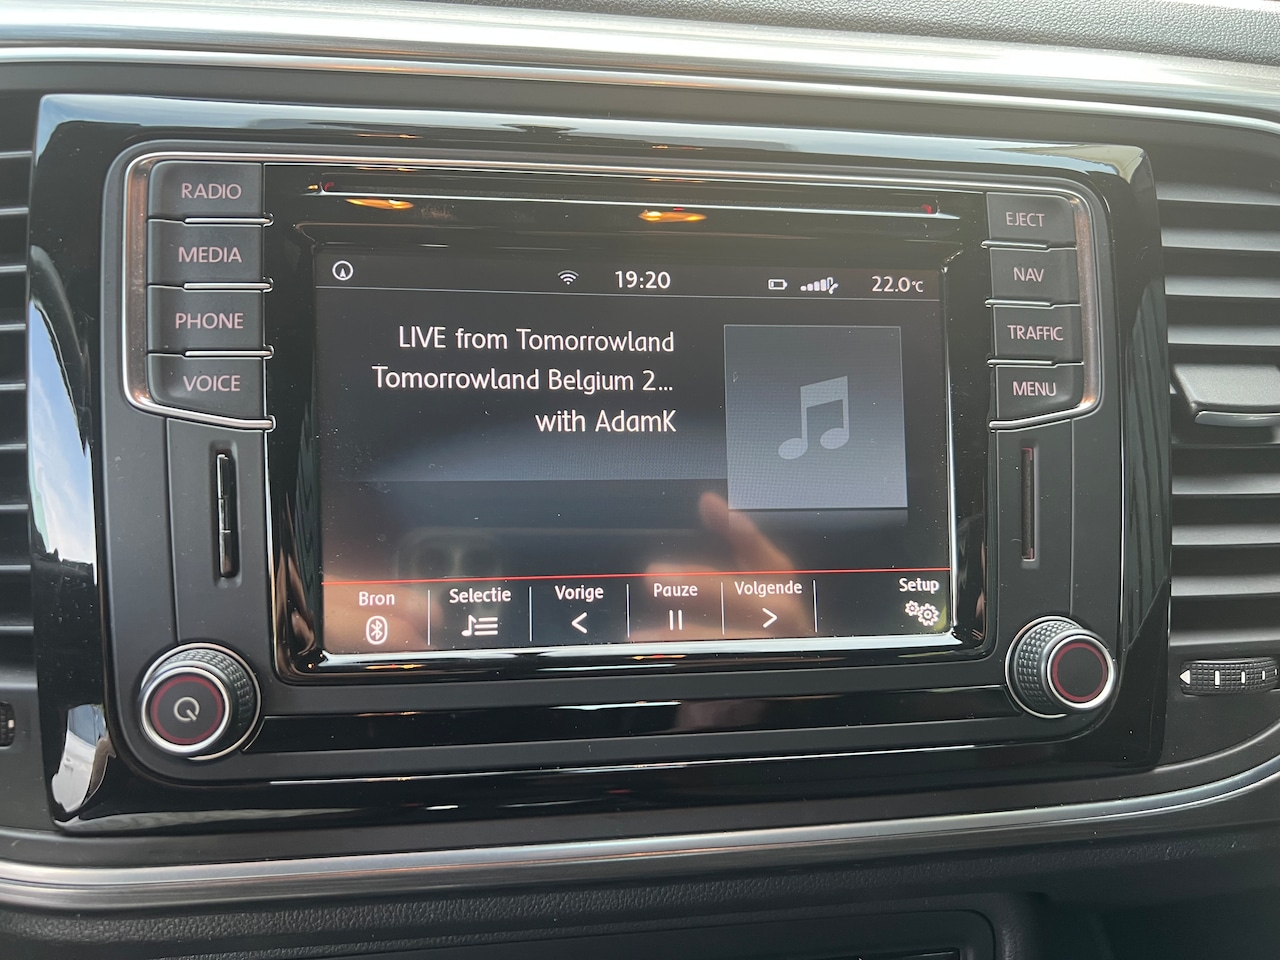 RADIO
MEDIA
PHONE
VOICE
EJECT
NAV
TRAFFIC
MENU
19:20
22.0°C
LIVE from Tomorrowland
Tomorrowland Belgium 2...
with AdamK
Bron
Selectie
Vorige
Pauze
Volgende
Setup